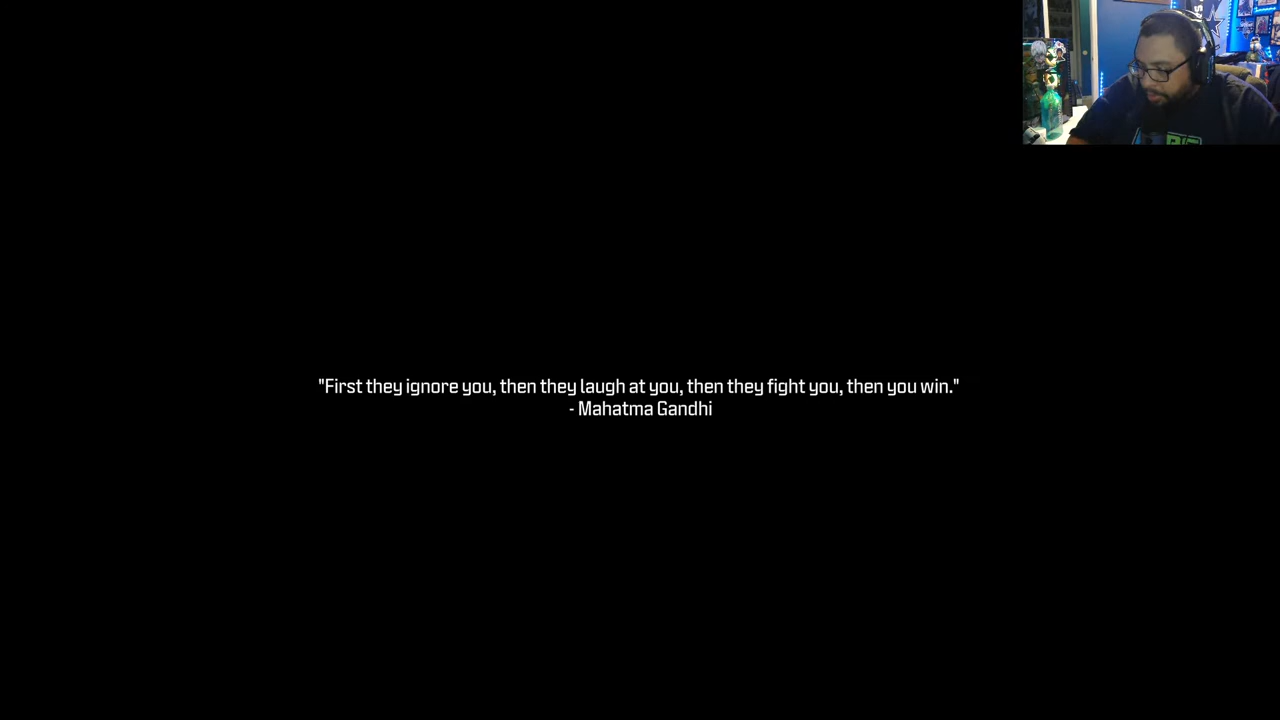 "First they ignore you, then they laugh at you, then they fight you, then you win."
- Mahatma Gandhi